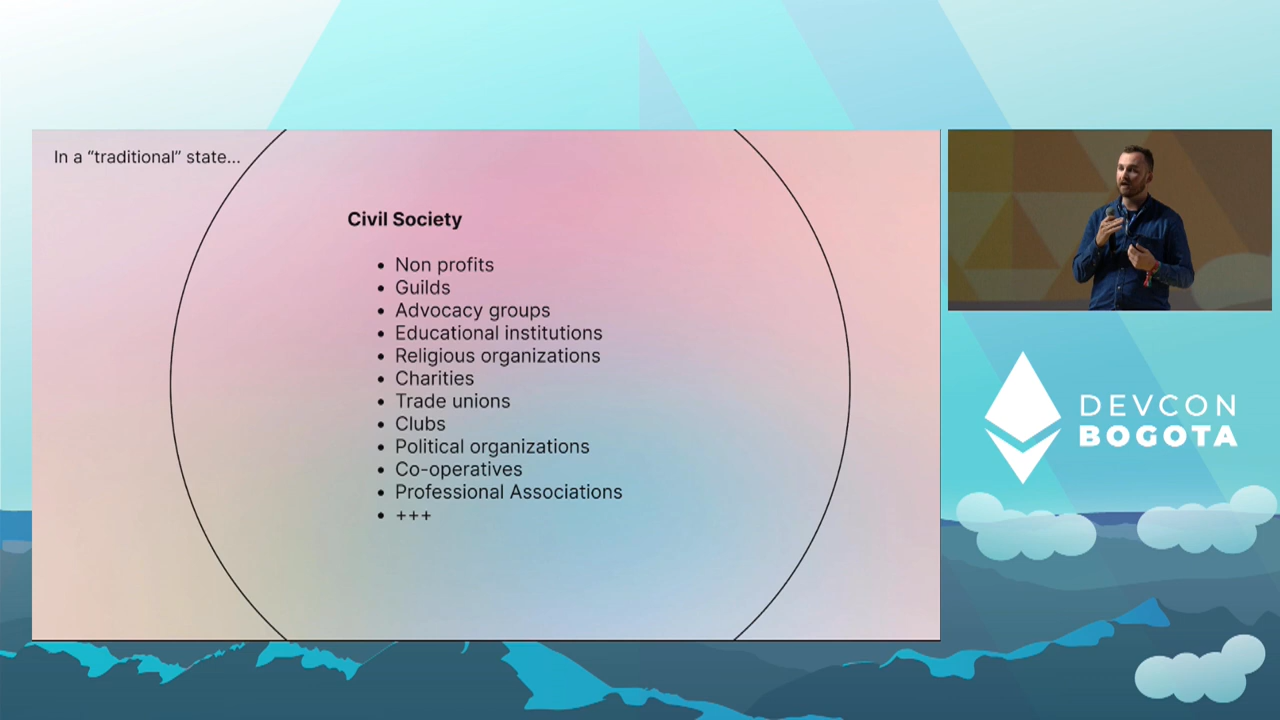 In a “traditional” state...
Civil Society
• Non profits
• Guilds
• Advocacy groups
• Educational institutions
• Religious organizations
• Charities
• Trade unions
• Clubs
• Political organizations
• Co-operatives
• Professional Associations
• +++
DEVCON
BOGOTA